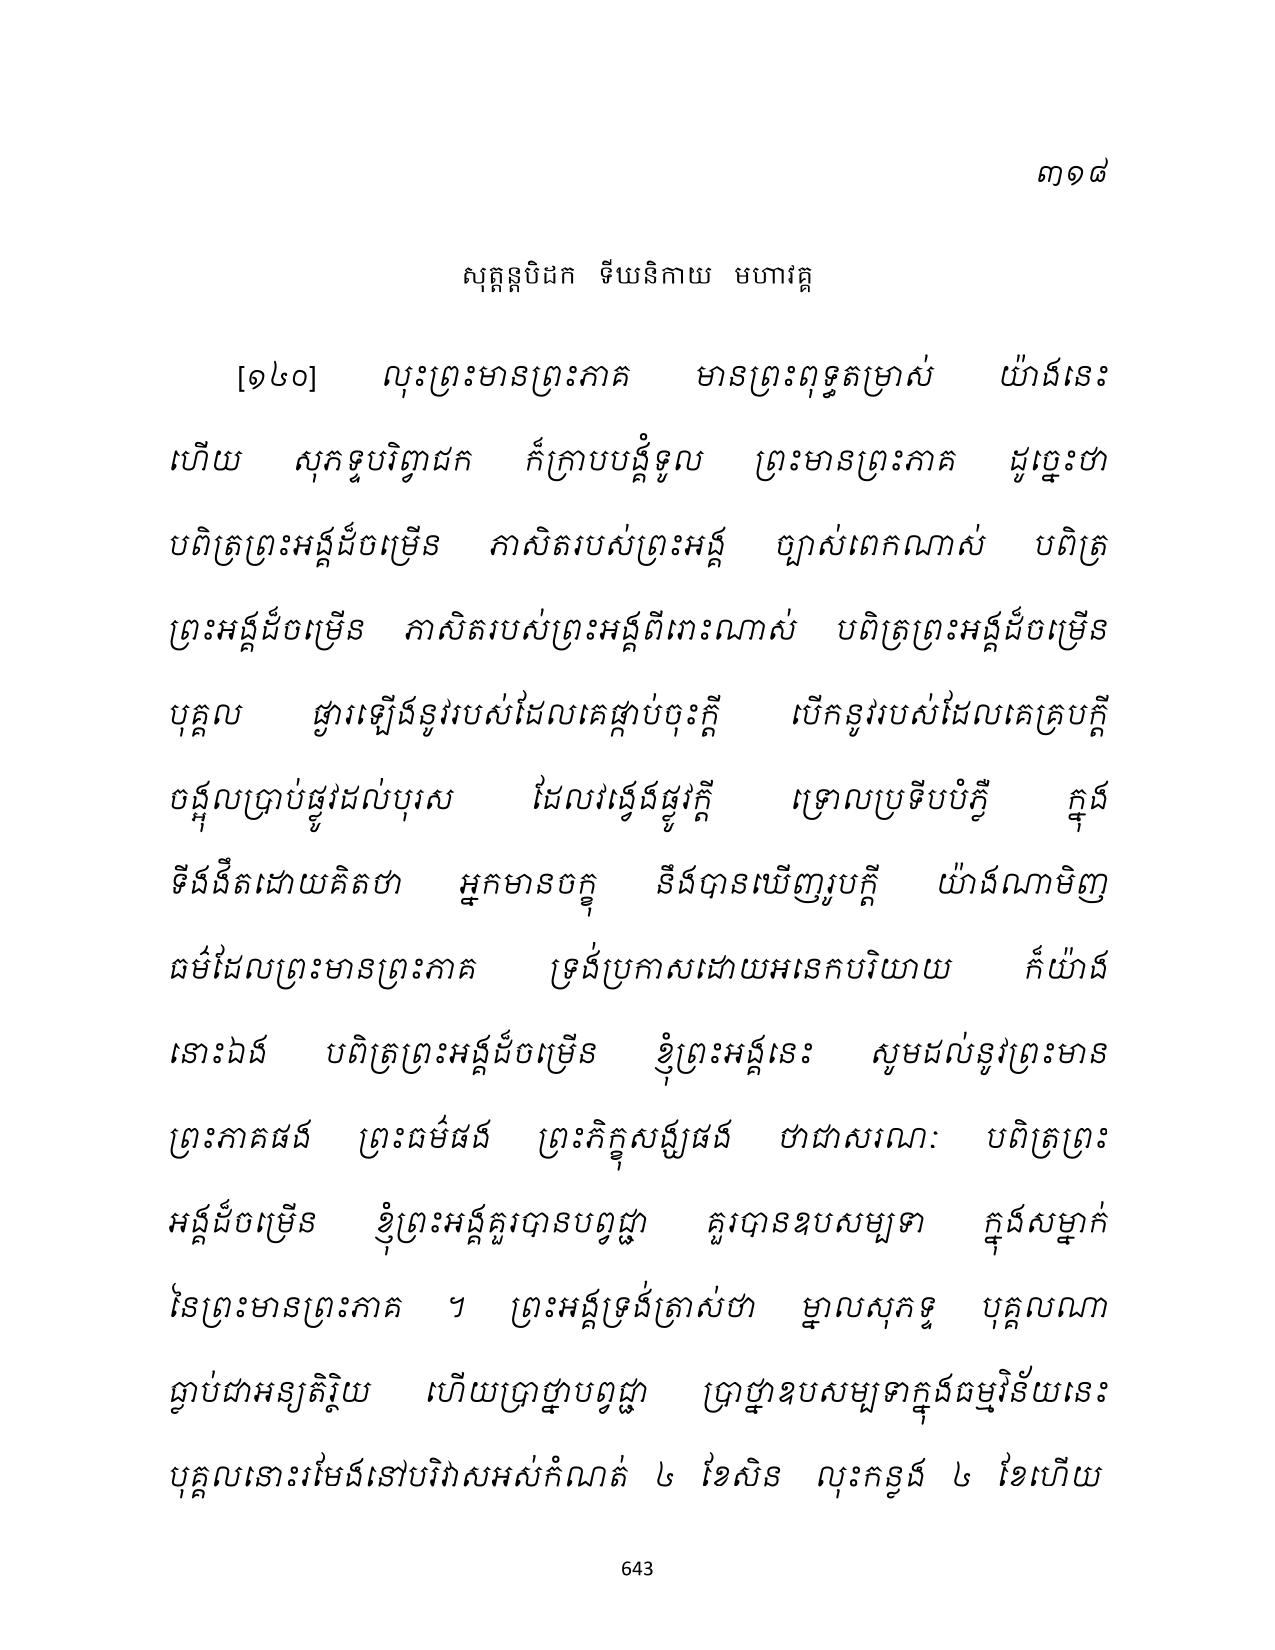 ៣១៨
សុត្តន្តបិដក ទីឃនិកាយ មហាវគ្គ
[១៤០] លុះព្រះមានព្រះភាគ មានព្រះពុទ្ធតម្រាស់ យ៉ាងនេះ
ហើយ សុភទ្ទបរិព្វាជក ក៏ក្រាបបង្គំទូល ព្រះមានព្រះភាគ ដូច្នេះថា
បពិត្រព្រះអង្គដ៏ចម្រើន ភាសិតរបស់ព្រះអង្គ ច្បាស់ពេកណាស់ បពិត្រ
ព្រះអង្គដ៏ចម្រើន ភាសិតរបស់ព្រះអង្គពីរោះណាស់ បពិត្រព្រះអង្គដ៏ចម្រើន
បុគ្គល ផ្ងារឡើងនូវរបស់ដែលគេផ្កាប់ចុះក្តី បើកនូវរបស់ដែលគេគ្របក្តី
ចង្អុលប្រាប់ផ្លូវដល់បុរស ដែលវង្វេងផ្លូវក្តី ទ្រោលប្រទីបបំភ្លឺ ក្នុង
ទីងងឹតដោយគិតថា អ្នកមានចក្ខុ នឹងបានឃើញរូបក្តី យ៉ាងណាមិញ
ធម៌ដែលព្រះមានព្រះភាគ ទ្រង់ប្រកាសដោយអនេកបរិយាយ ក៏យ៉ាង
នោះឯង បពិត្រព្រះអង្គដ៏ចម្រើន ខ្ញុំព្រះអង្គនេះ សូមដល់នូវព្រះមាន
ព្រះភាគផង ព្រះធម៌ផង ព្រះភិក្ខុសង្ឃផង ថាជាសរណៈ បពិត្រព្រះ
អង្គដ៏ចម្រើន ខ្ញុំព្រះអង្គគួរបានបព្វជ្ជា គួរបានឧបសម្បទា ក្នុងសម្នាក់
នៃព្រះមានព្រះភាគ ។ ព្រះអង្គទ្រង់ត្រាស់ថា ម្នាលសុភទ្ទ បុគ្គលណា
ធ្លាប់ជាអន្យតិរ្ថិយ ហើយប្រាថ្នាបព្វជ្ជា ប្រាថ្នាឧបសម្បទាក្នុងធម្មវិន័យនេះ
បុគ្គលនោះរមែងនៅបរិវាសអស់កំណត់ ៤ ខែសិន លុះកន្លង ៤ ខែហើយ
643